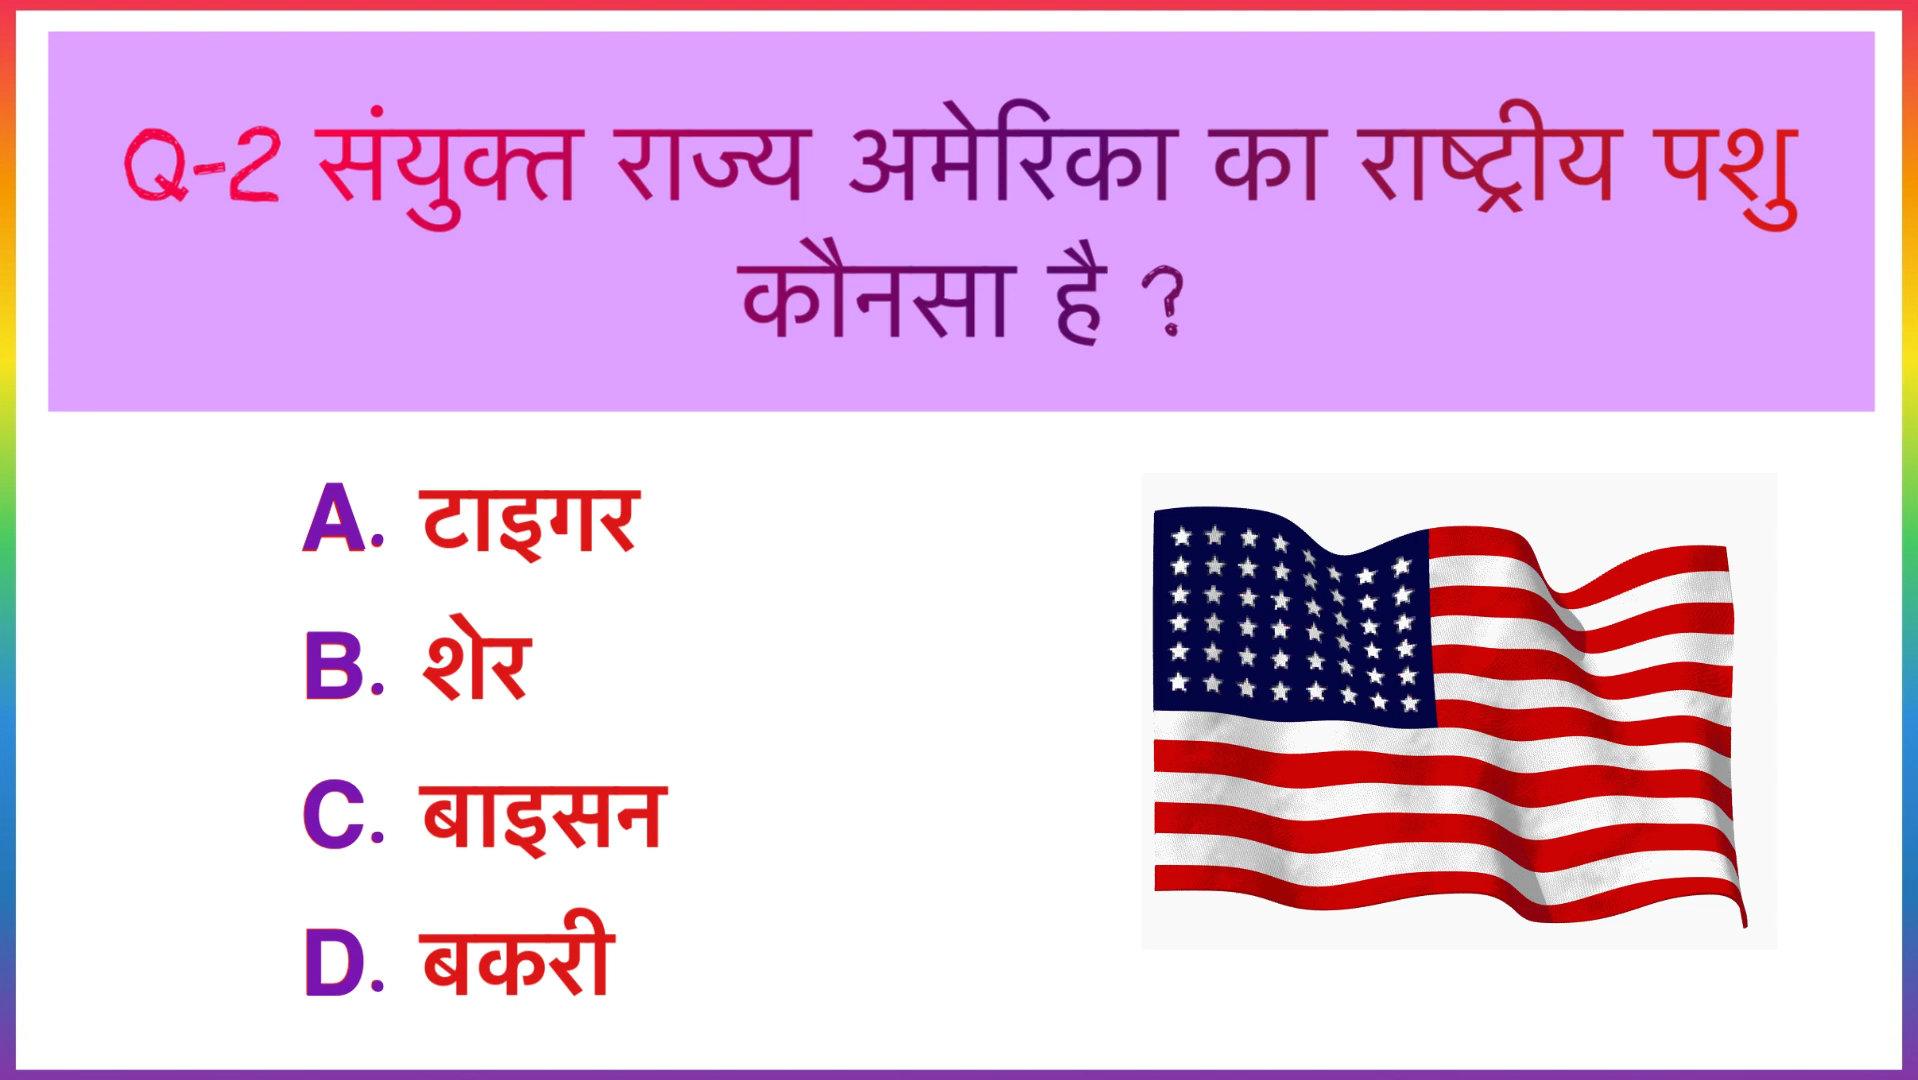 Q-2 संयुक्त राज्य अमेरिका का राष्ट्रीय पशु
कौनसा है ?
A. टाइगर
B. शेर
C. बाइसन
D. बकरी